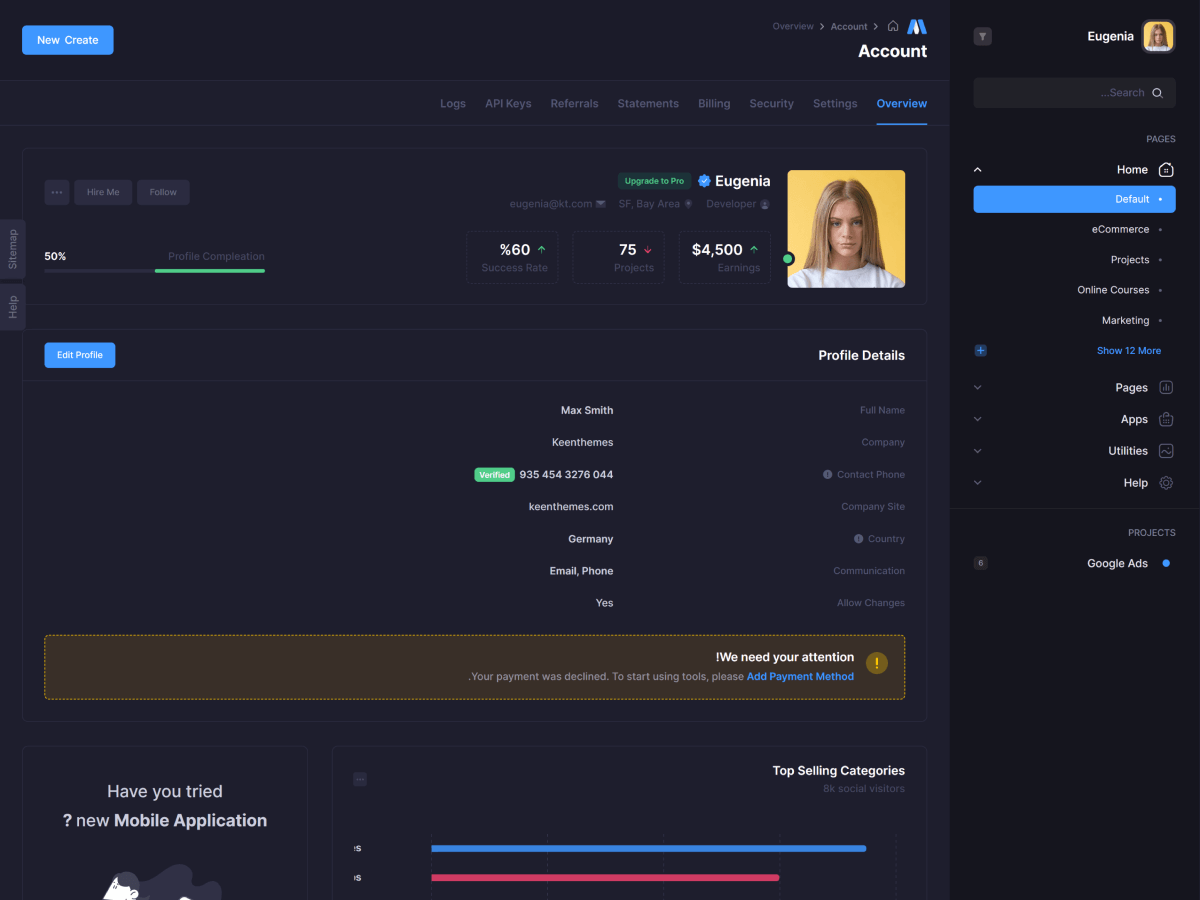 New Create
Overview
Account
Account
Eugenia
Search...
PAGES
Home
Default
eCommerce
Projects
Online Courses
Marketing
Show 12 More
Pages
Apps
Utilities
Help
PROJECTS
Google Ads
6
Overview
Settings
Security
Billing
Statements
Referrals
API Keys
Logs
Eugenia
Upgrade to Pro
Developer
SF, Bay Area
eugenia@kt.com
Follow
Hire Me
$4,500
Earnings
75
Projects
%60
Success Rate
Profile Compleation
50%
Sitemap
Help
Profile Details
Edit Profile
Full Name
Max Smith
Company
Keenthemes
Contact Phone
935 454 3276 044
Verified
Company Site
keenthemes.com
Country
Germany
Communication
Email, Phone
Allow Changes
Yes
!We need your attention
.Your payment was declined. To start using tools, please Add Payment Method
Top Selling Categories
8k social visitors
Have you tried
? new Mobile Application